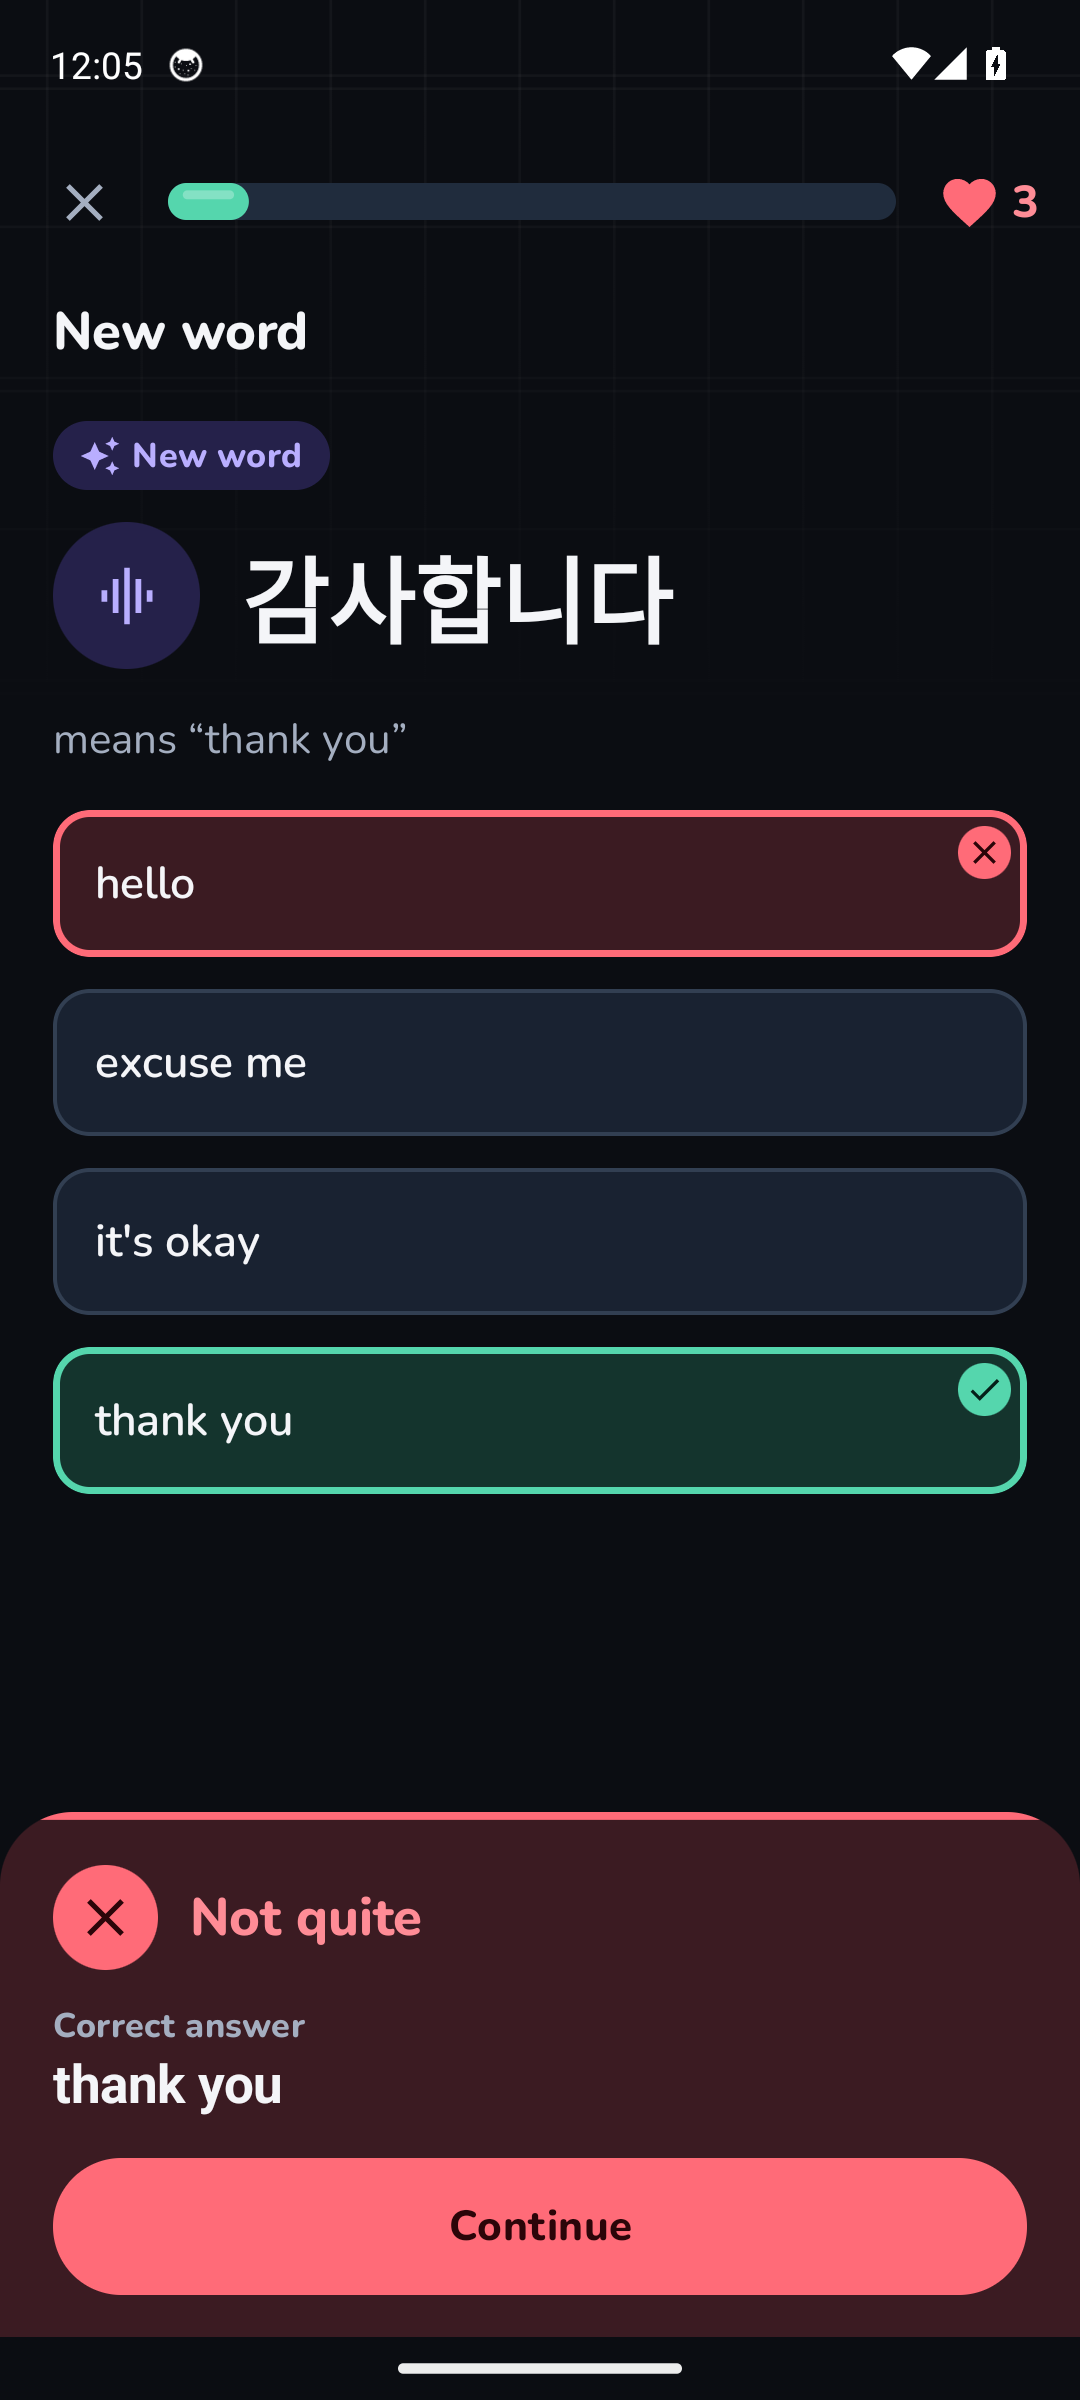 12:05
3
New word
New word
감사합니다
means “thank you”
hello
excuse me
it's okay
thank you
Not quite
Correct answer
thank you
Continue